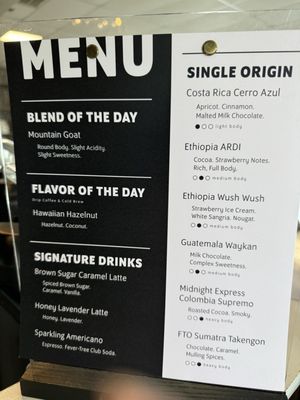 MENU
BLEND OF THE DAY
Mountain Goat
Round Body. Slight Acidity.
Slight Sweetness.
FLAVOR OF THE DAY
Drip Coffee & Cold Brew
Hawaiian Hazelnut
Hazelnut. Coconut.
SIGNATURE DRINKS
Brown Sugar Caramel Latte
Spiced Brown Sugar.
Caramel. Vanilla.
Honey Lavender Latte
Honey. Lavender.
Sparkling Americano
Espresso. Fever-Tree Club Soda.
SINGLE ORIGIN
Costa Rica Cerro Azul
Apricot. Cinnamon.
Malted Milk Chocolate.
light body
Ethiopia ARDI
Cocoa. Strawberry Notes.
Rich, Full Body.
medium body
Ethiopia Wush Wush
Strawberry Ice Cream.
White Sangria. Nougat.
medium body
Guatemala Waykan
Milk Chocolate.
Complex Sweetness.
medium body
Midnight Express
Colombia Supremo
Roasted Cocoa. Smoky.
heavy body
FTO Sumatra Takengon
Chocolate. Caramel.
Mulling Spices.
heavy body